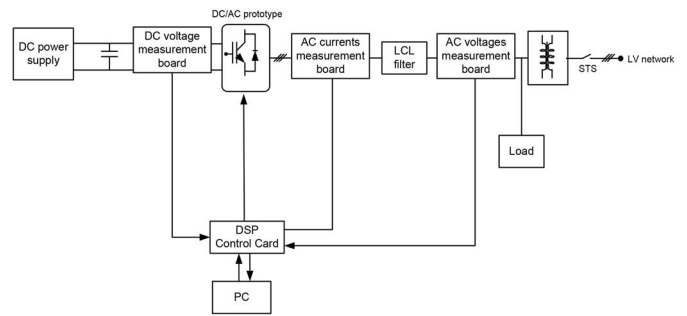 DC/AC prototype
DC power
supply
DC voltage
measurement
board
AC currents
measurement
board
LCL
filter
AC voltages
measurement
board
STS
LV network
Load
DSP
Control Card
PC